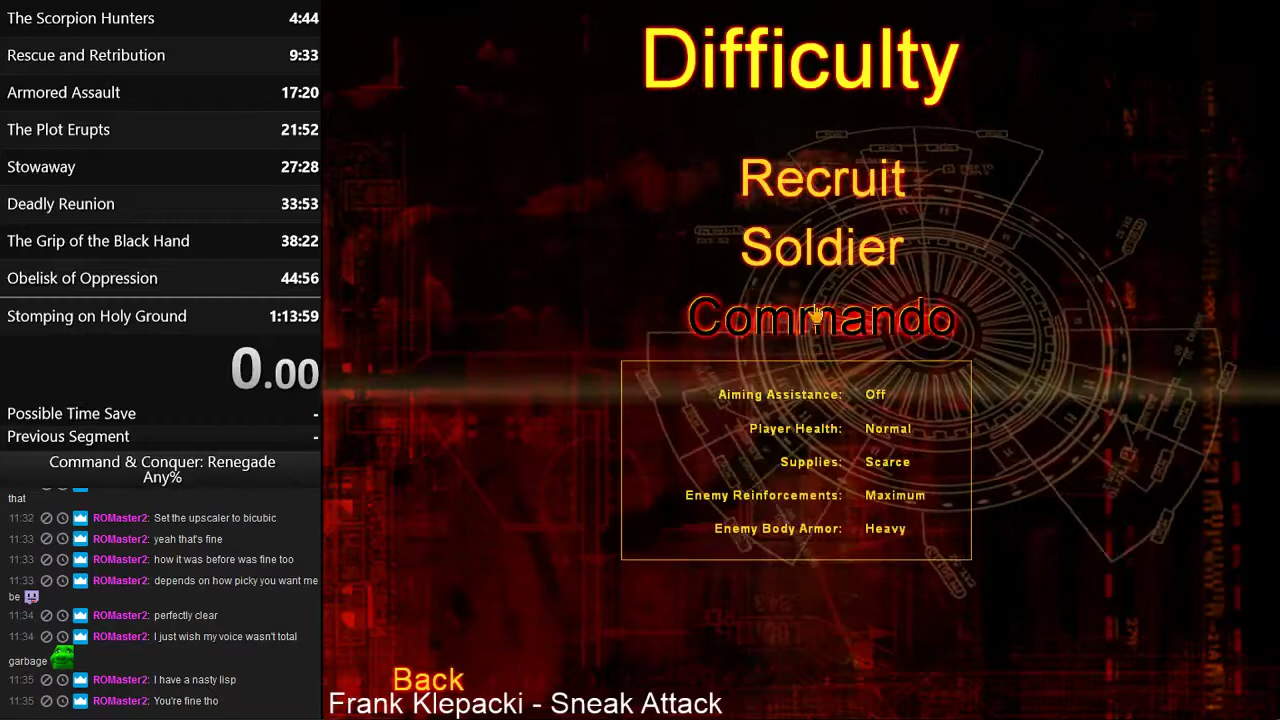 The Scorpion Hunters 4:44
Rescue and Retribution 9:33
Armored Assault 17:20
The Plot Erupts 21:52
Stowaway 27:28
Deadly Reunion 33:53
The Grip of the Black Hand 38:22
Obelisk of Oppression 44:56
Stomping on Holy Ground 1:13:59
0.00
Possible Time Save -
Previous Segment -
Command & Conquer: Renegade
Any%
that
11:32 ROMaster2: Set the upscaler to bicubic
11:33 ROMaster2: yeah that's fine
11:33 ROMaster2: how it was before was fine too
11:33 ROMaster2: depends on how picky you want me
be
11:34 ROMaster2: perfectly clear
11:34 ROMaster2: I just wish my voice wasn't total
garbage
11:35 ROMaster2: I have a nasty lisp
11:35 ROMaster2: You're fine tho
Difficulty
Recruit
Soldier
Commando
Aiming Assistance: Off
Player Health: Normal
Supplies: Scarce
Enemy Reinforcements: Maximum
Enemy Body Armor: Heavy
Back
Frank Klepacki - Sneak Attack